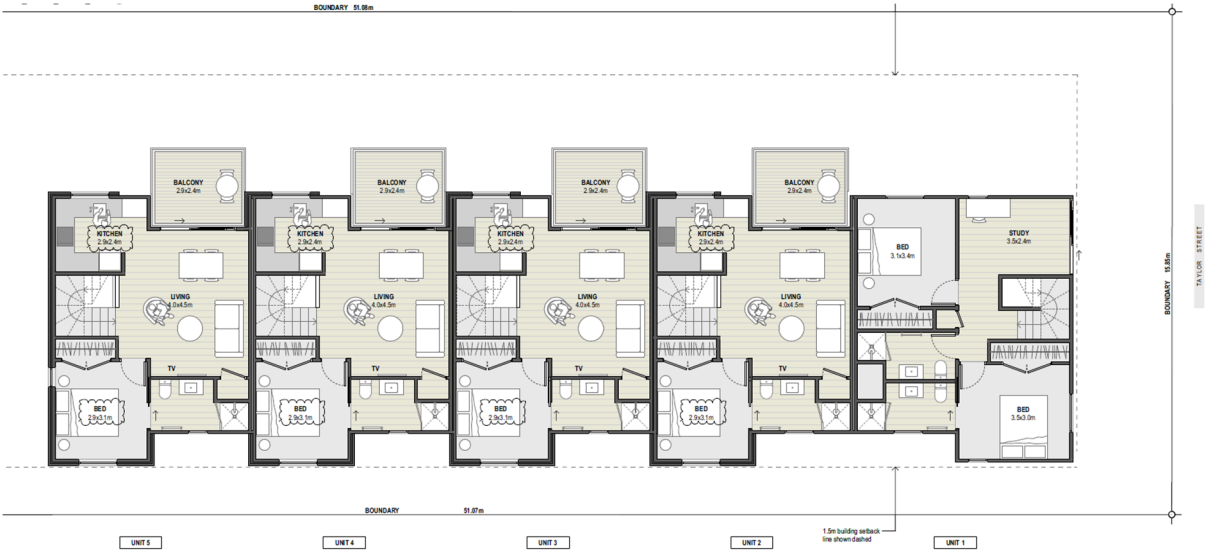 BOUNDARY 51.08m
BALCONY
2.9x2.4m
BALCONY
2.9x2.4m
BALCONY
2.9x2.4m
BALCONY
2.9x2.4m
KITCHEN
2.9x2.4m
KITCHEN
2.9x2.4m
KITCHEN
2.9x2.4m
KITCHEN
2.9x2.4m
BED
3.1x3.4m
STUDY
3.5x2.4m
TAYLOR STREET
BOUNDARY 15.85m
LIVING
4.0x4.5m
LIVING
4.0x4.5m
LIVING
4.0x4.5m
LIVING
4.0x4.5m
TV
TV
TV
TV
BED
2.9x3.1m
BED
2.9x3.1m
BED
2.9x3.1m
BED
2.9x3.1m
BED
3.5x3.0m
BOUNDARY 51.07m
1.5m building setback
line shown dashed
UNIT 5
UNIT 4
UNIT 3
UNIT 2
UNIT 1